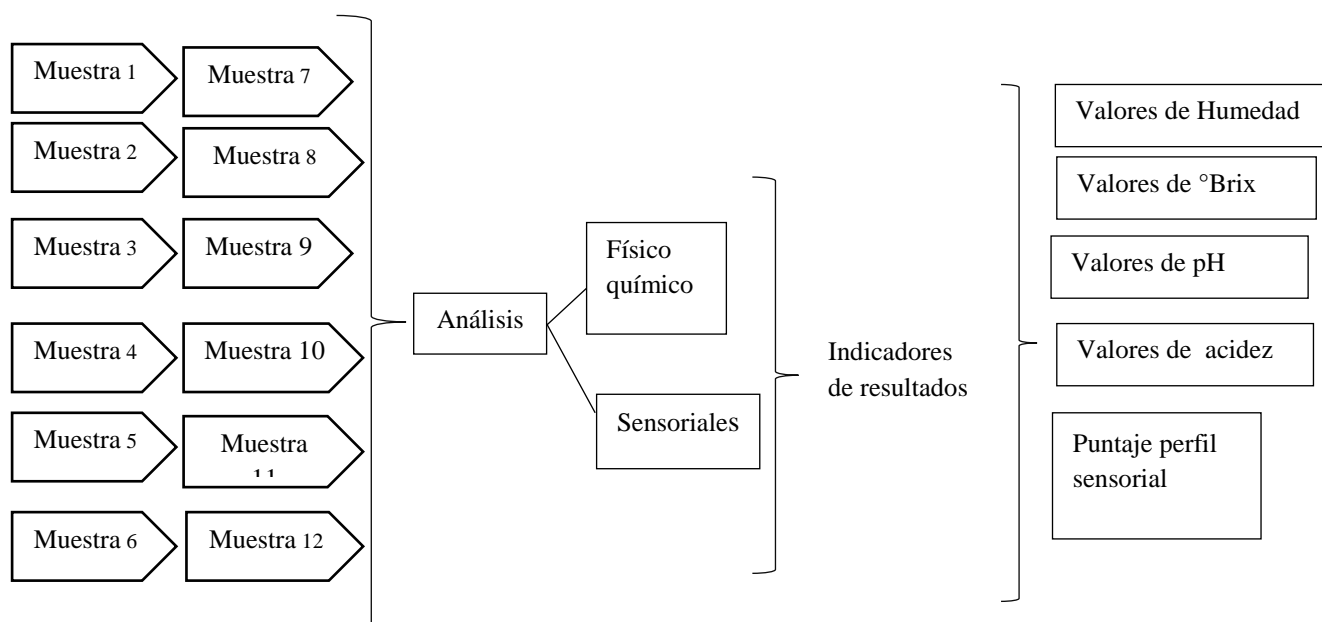 Muestra 1
Muestra 7
Muestra 2
Muestra 8
Muestra 3
Muestra 9
Muestra 4
Muestra 10
Muestra 5
Muestra
11
Muestra 6
Muestra 12
Análisis
Físico
químico
Sensoriales
Indicadores
de resultados
Valores de Humedad
Valores de °Brix
Valores de pH
Valores de acidez
Puntaje perfil
sensorial